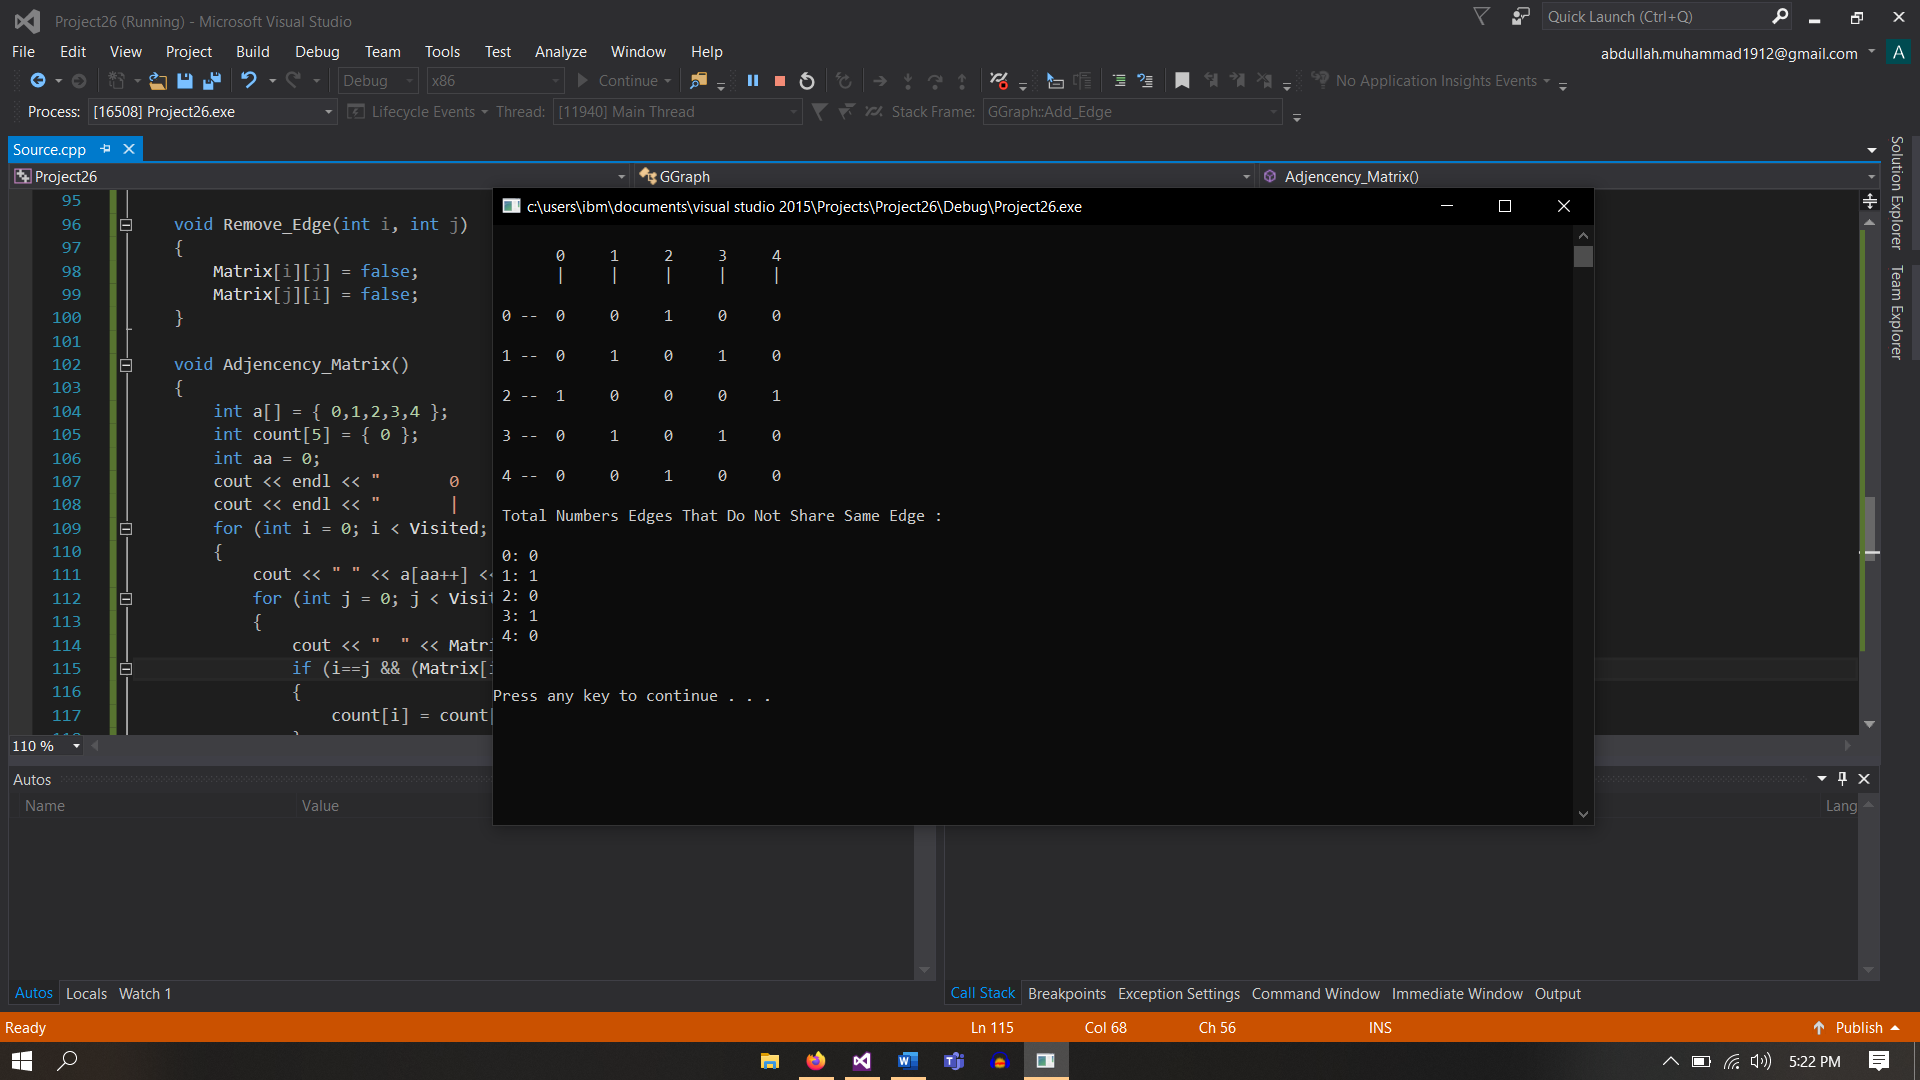 Project26 (Running) - Microsoft Visual Studio
Quick Launch (Ctrl+Q)
File Edit View Project Build Debug Team Tools Test Analyze Window Help
abdullah.muhammad1912@gmail.com A
Debug x86 Continue No Application Insights Events
Process: [16508] Project26.exe Lifecycle Events Thread: [11940] Main Thread Stack Frame: GGraph::Add_Edge
Source.cpp
Project26 GGraph Adjencency_Matrix()
95
96 void Remove_Edge(int i, int j)
97 {
98 Matrix[i][j] = false;
99 Matrix[j][i] = false;
100 }
101
102 void Adjencency_Matrix()
103 {
104 int a[] = { 0,1,2,3,4 };
105 int count[5] = { 0 };
106 int aa = 0;
107 cout << endl << " 0
108 cout << endl << " |
109 for (int i = 0; i < Visited;
110 {
111 cout << " " << a[aa++] <<
112 for (int j = 0; j < Visit
113 {
114 cout << "  " << Matri
115 if (i==j && (Matrix[i
116 {
117 count[i] = count[
110 %
c:\users\ibm\documents\visual studio 2015\Projects\Project26\Debug\Project26.exe
0 1 2 3 4
| | | | |
0 -- 0 0 1 0 0
1 -- 0 1 0 1 0
2 -- 1 0 0 0 1
3 -- 0 1 0 1 0
4 -- 0 0 1 0 0
Total Numbers Edges That Do Not Share Same Edge :
0: 0
1: 1
2: 0
3: 1
4: 0
Press any key to continue . . .
Solution Explorer
Team Explorer
Autos
Name Value
Lang
Autos Locals Watch 1
Call Stack Breakpoints Exception Settings Command Window Immediate Window Output
Ready Ln 115 Col 68 Ch 56 INS Publish
5:22 PM